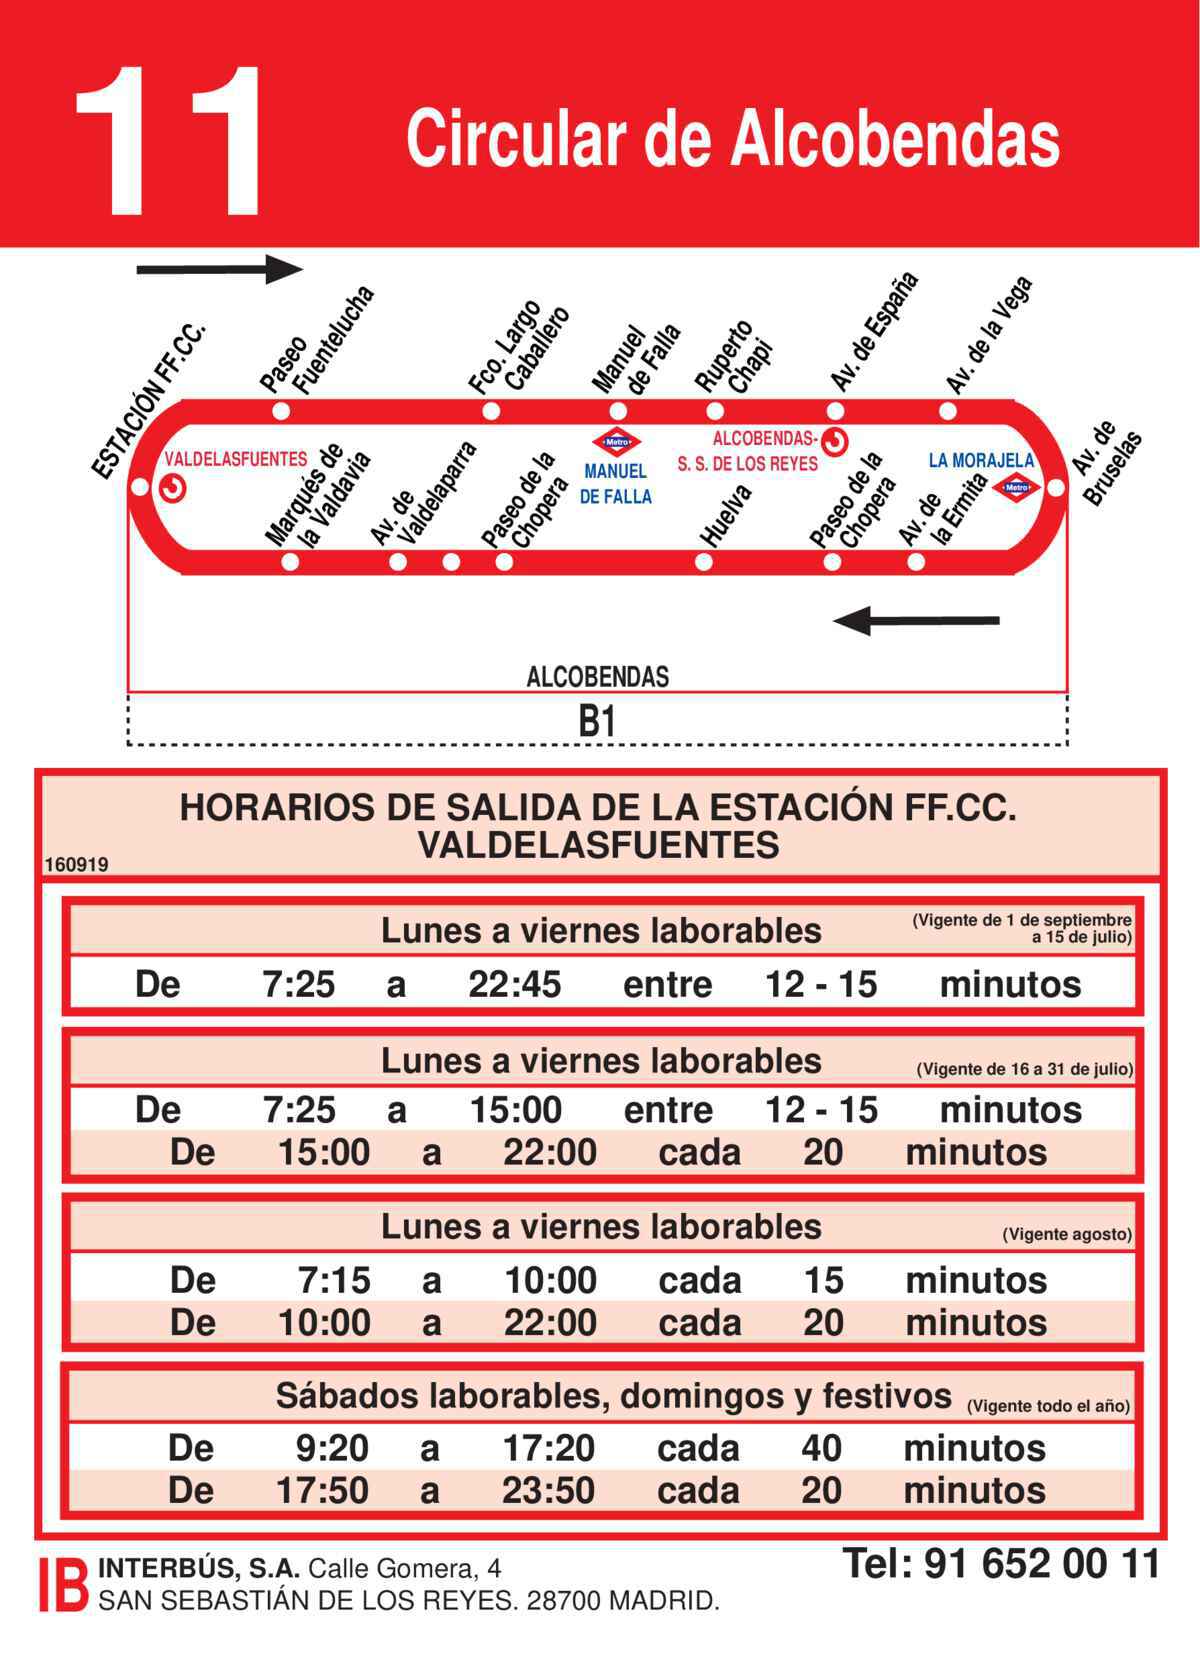 11
Circular de Alcobendas
ESTACIÓN FF.CC.
Paseo
Fuentelucha
Fco. Largo
Caballero
Manuel
de Falla
Ruperto
Chapi
Av. de España
Av. de la Vega
VALDELASFUENTES
Metro
MANUEL
DE FALLA
ALCOBENDAS-
S. S. DE LOS REYES
LA MORAJELA
Metro
Av. de
Bruselas
Marqués de
la Valdavia
Av. de
Valdelaparra
Paseo de la
Chopera
Huelva
Paseo de la
Chopera
Av. de
la Ermita
ALCOBENDAS
B1
HORARIOS DE SALIDA DE LA ESTACIÓN FF.CC.
VALDELASFUENTES
160919
Lunes a viernes laborables (Vigente de 1 de septiembre
a 15 de julio)
De 7:25 a 22:45 entre 12 - 15 minutos
Lunes a viernes laborables (Vigente de 16 a 31 de julio)
De 7:25 a 15:00 entre 12 - 15 minutos
De 15:00 a 22:00 cada 20 minutos
Lunes a viernes laborables (Vigente agosto)
De 7:15 a 10:00 cada 15 minutos
De 10:00 a 22:00 cada 20 minutos
Sábados laborables, domingos y festivos (Vigente todo el año)
De 9:20 a 17:20 cada 40 minutos
De 17:50 a 23:50 cada 20 minutos
IB INTERBÚS, S.A. Calle Gomera, 4
SAN SEBASTIÁN DE LOS REYES. 28700 MADRID.
Tel: 91 652 00 11